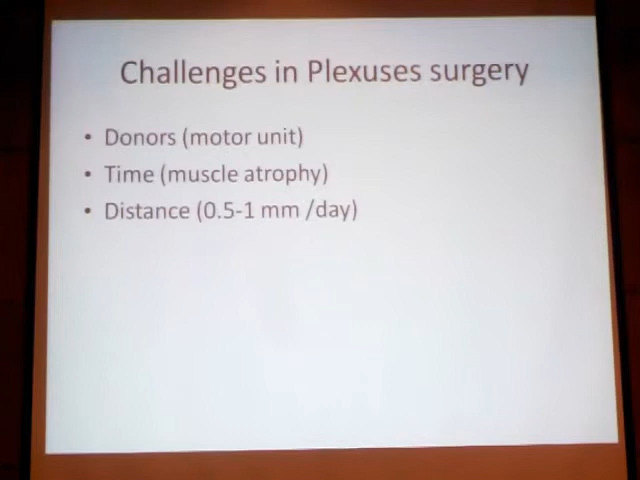 Challenges in Plexuses surgery
• Donors (motor unit)
• Time (muscle atrophy)
• Distance (0.5-1 mm /day)